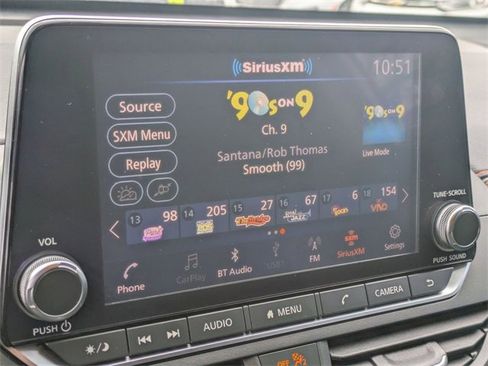 SiriusXM
10:51
Source
'90s ON 9
'90s ON 9
SXM Menu
Ch. 9
Replay
Santana/Rob Thomas
Live Mode
Smooth (99)
13 98 14 205 15 27 16 67 17 6 18 154
TUNE·SCROLL
VOL
Phone
CarPlay
BT Audio
USB1
FM
SiriusXM
Settings
PUSH
PUSH SOUND
AUDIO
MENU
CAMERA